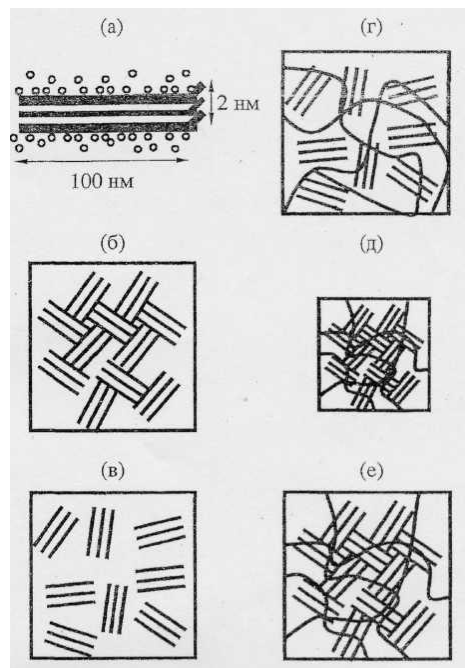 (а)
2 нм
100 нм
(б)
(в)
(г)
(д)
(е)